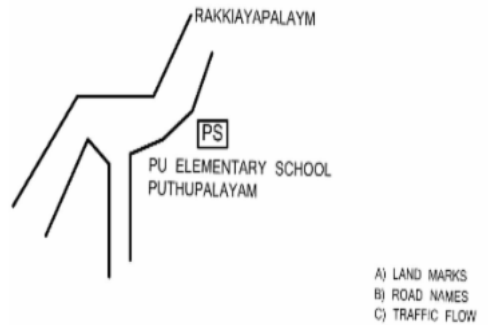 RAKKIAYAPALAYM
PS
PU ELEMENTARY SCHOOL
PUTHUPALAYAM
A) LAND MARKS
B) ROAD NAMES
C) TRAFFIC FLOW